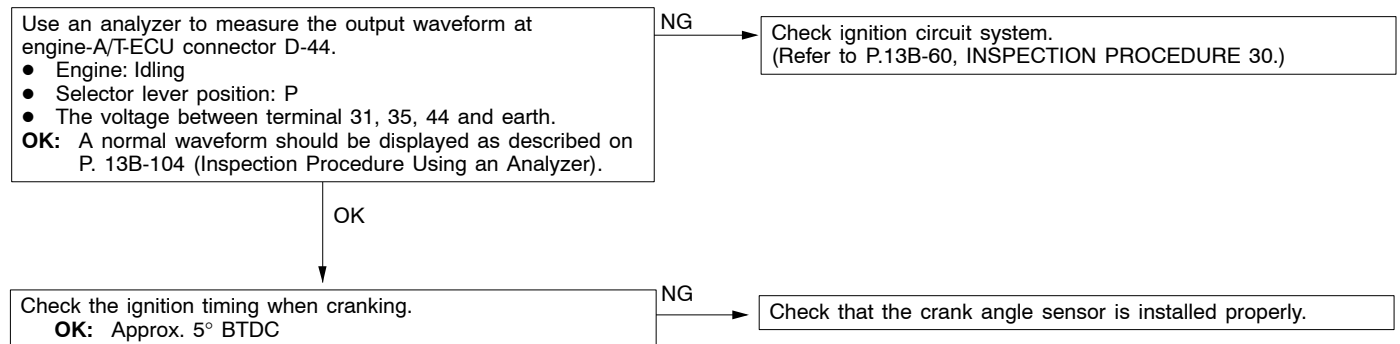 Use an analyzer to measure the output waveform at
engine-A/T-ECU connector D-44.
● Engine: Idling
● Selector lever position: P
● The voltage between terminal 31, 35, 44 and earth.
OK: A normal waveform should be displayed as described on
P. 13B-104 (Inspection Procedure Using an Analyzer).
NG
Check ignition circuit system.
(Refer to P.13B-60, INSPECTION PROCEDURE 30.)
OK
Check the ignition timing when cranking.
OK: Approx. 5° BTDC
NG
Check that the crank angle sensor is installed properly.